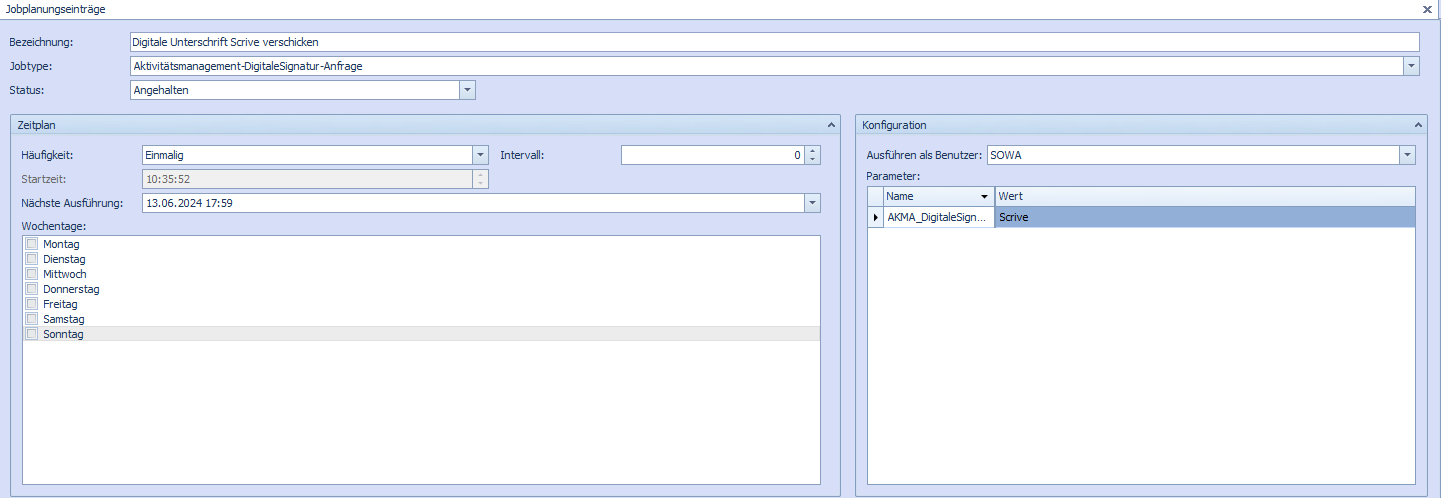 Jobplanungseinträge
Bezeichnung: Digitale Unterschrift Scrive verschicken
Jobtype: Aktivitätsmanagement-DigitaleSignatur-Anfrage
Status: Angehalten
Zeitplan
Häufigkeit: Einmalig Intervall: 0
Startzeit: 10:35:52
Nächste Ausführung: 13.06.2024 17:59
Wochentage:
Montag
Dienstag
Mittwoch
Donnerstag
Freitag
Samstag
Sonntag
Konfiguration
Ausführen als Benutzer: SOWA
Parameter:
Name Wert
AKMA_DigitaleSign... Scrive